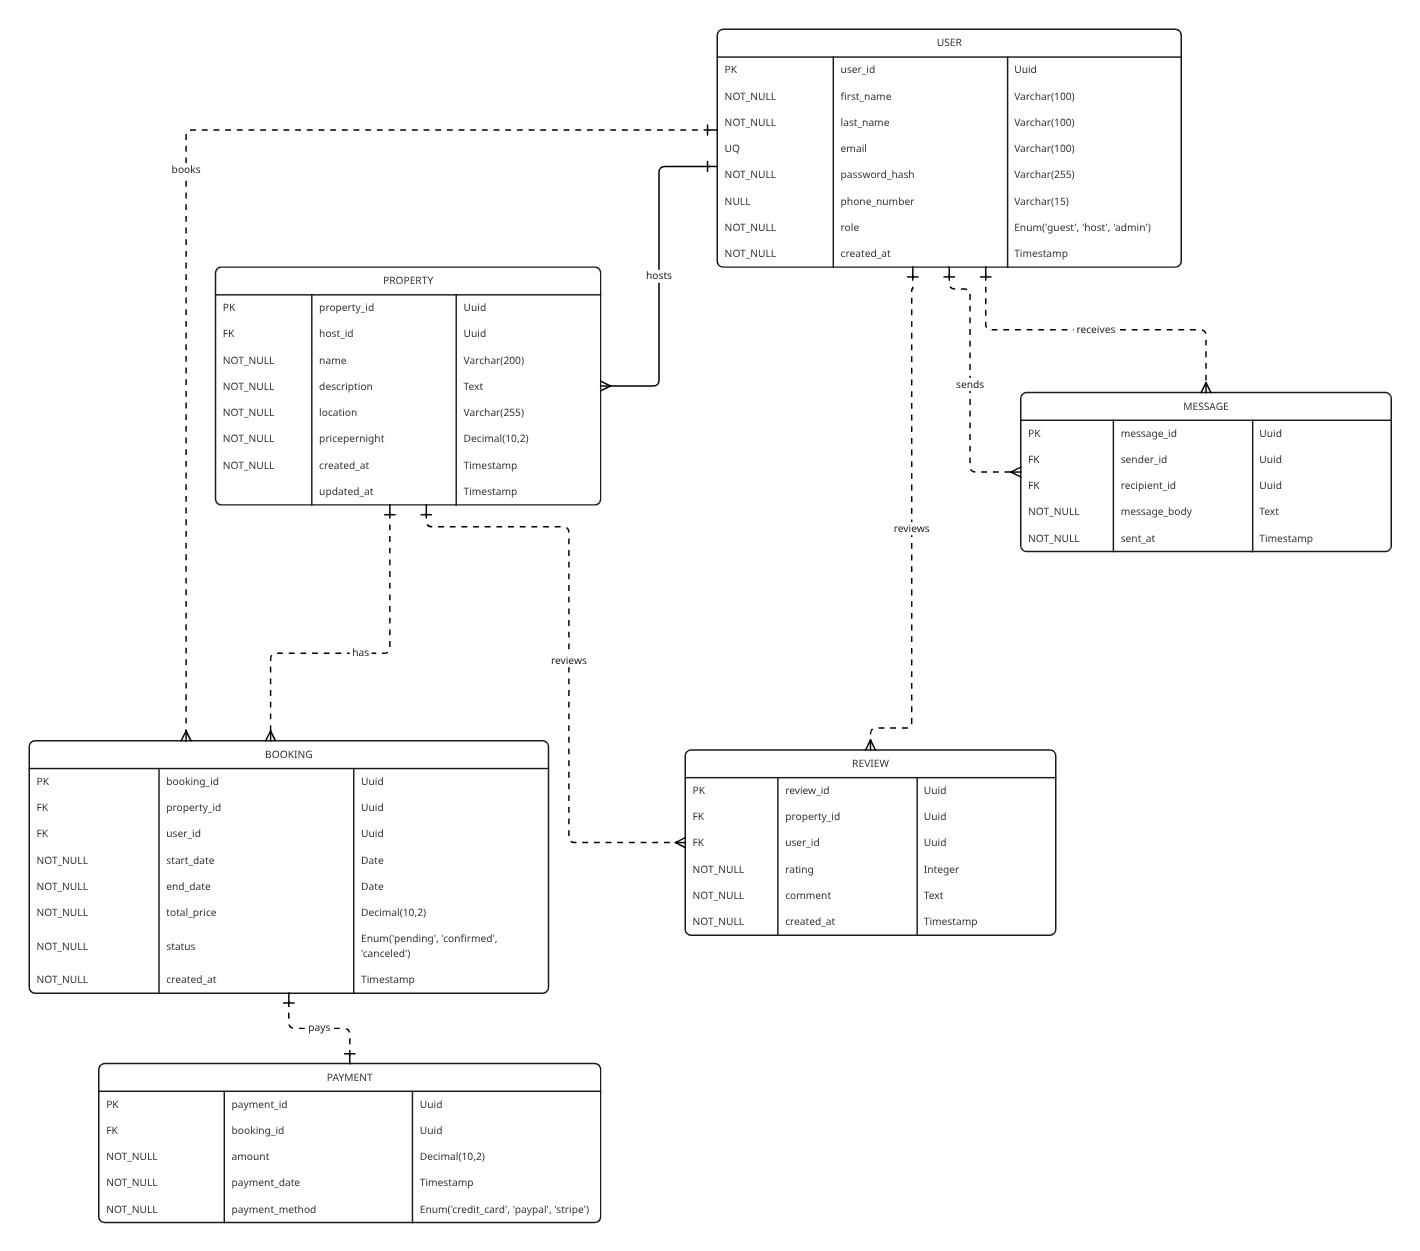 USER
PK user_id Uuid
NOT_NULL first_name Varchar(100)
NOT_NULL last_name Varchar(100)
UQ email Varchar(100)
NOT_NULL password_hash Varchar(255)
NULL phone_number Varchar(15)
NOT_NULL role Enum('guest', 'host', 'admin')
NOT_NULL created_at Timestamp
books
hosts
PROPERTY
PK property_id Uuid
FK host_id Uuid
NOT_NULL name Varchar(200)
NOT_NULL description Text
NOT_NULL location Varchar(255)
NOT_NULL pricepernight Decimal(10,2)
NOT_NULL created_at Timestamp
updated_at Timestamp
receives
sends
MESSAGE
PK message_id Uuid
FK sender_id Uuid
FK recipient_id Uuid
NOT_NULL message_body Text
NOT_NULL sent_at Timestamp
reviews
has
reviews
BOOKING
PK booking_id Uuid
FK property_id Uuid
FK user_id Uuid
NOT_NULL start_date Date
NOT_NULL end_date Date
NOT_NULL total_price Decimal(10,2)
NOT_NULL status Enum('pending', 'confirmed',
'canceled')
NOT_NULL created_at Timestamp
REVIEW
PK review_id Uuid
FK property_id Uuid
FK user_id Uuid
NOT_NULL rating Integer
NOT_NULL comment Text
NOT_NULL created_at Timestamp
pays
PAYMENT
PK payment_id Uuid
FK booking_id Uuid
NOT_NULL amount Decimal(10,2)
NOT_NULL payment_date Timestamp
NOT_NULL payment_method Enum('credit_card', 'paypal', 'stripe')